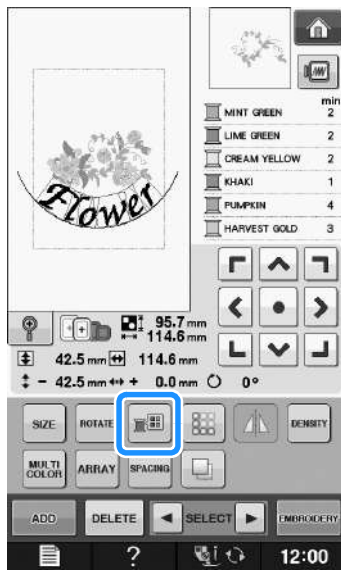 min
MINT GREEN 2
LIME GREEN 2
CREAM YELLOW 2
KHAKI 1
PUMPKIN 4
HARVEST GOLD 3
Flower
95.7 mm
114.6 mm
42.5 mm 114.6 mm
- 42.5 mm + 0.0 mm 0°
SIZE ROTATE DENSITY
MULTI COLOR ARRAY SPACING
ADD DELETE SELECT EMBROIDERY
? 12:00